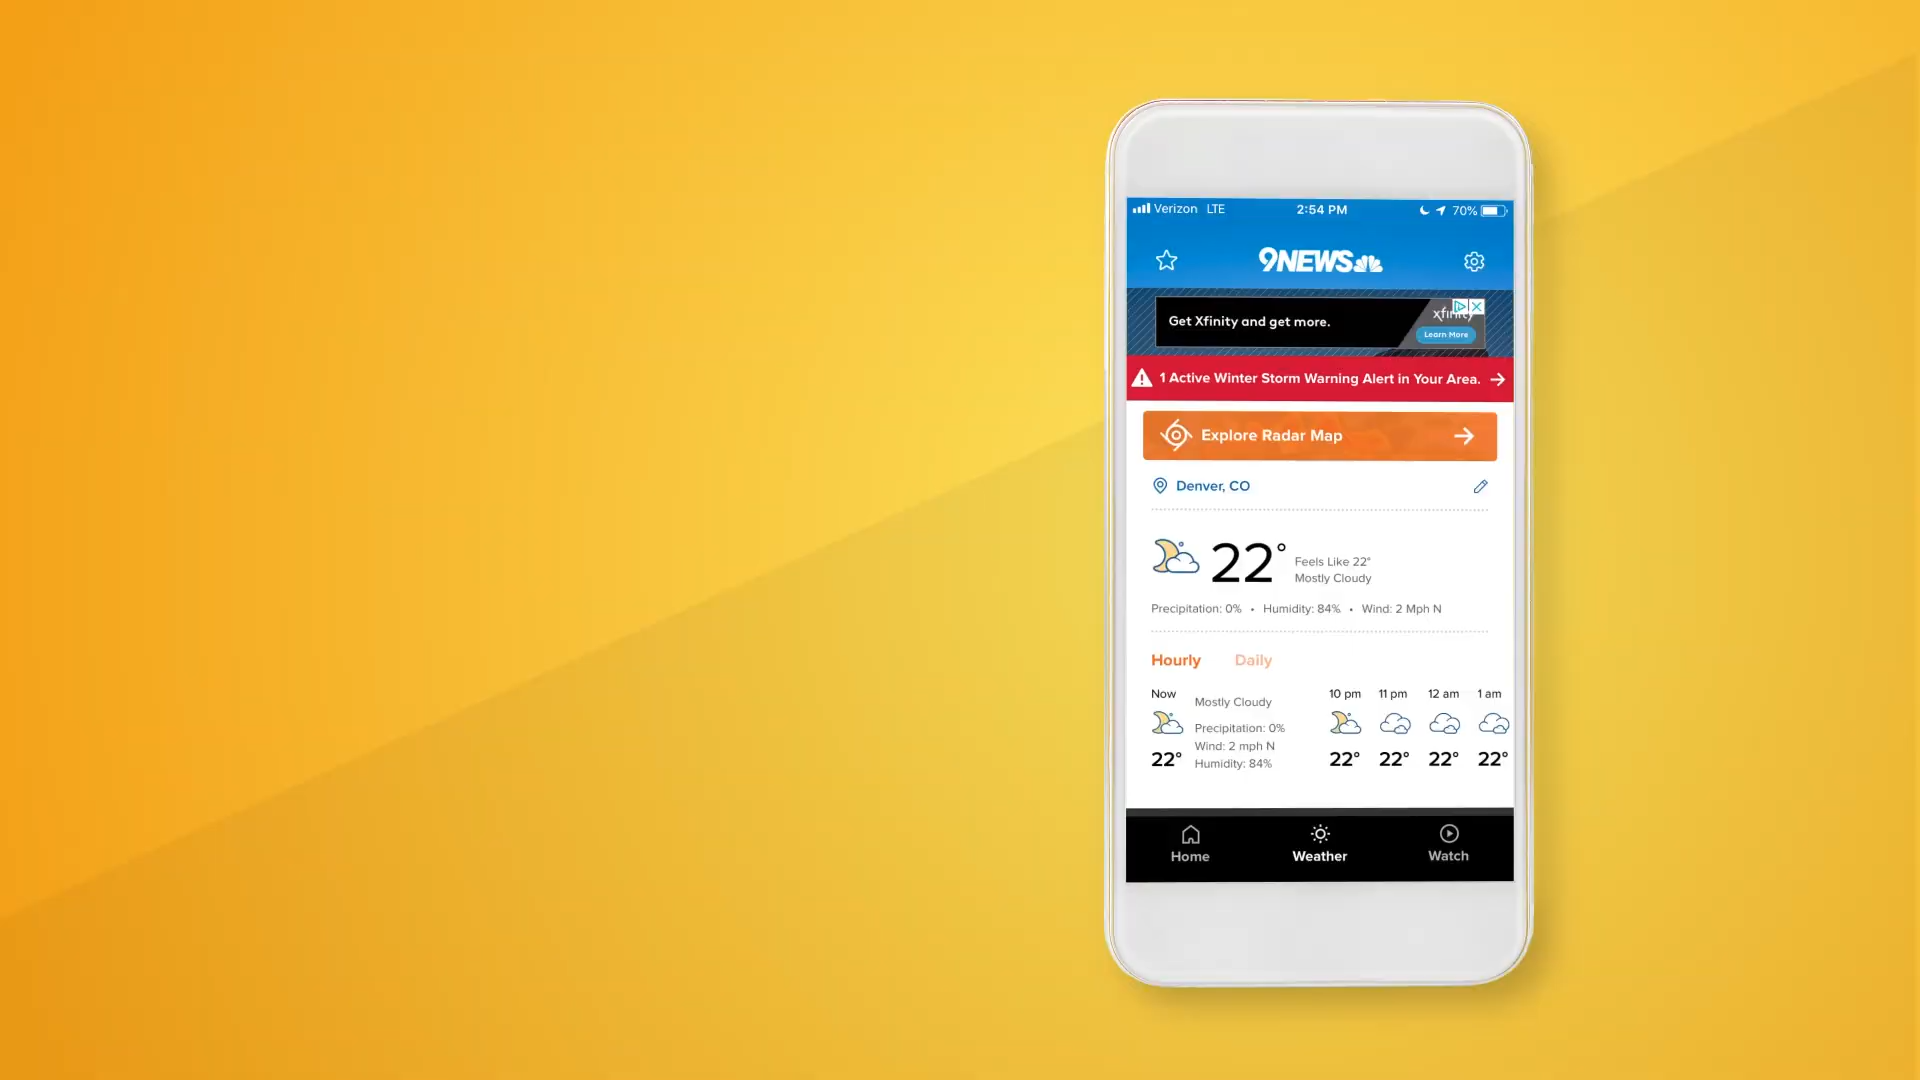 Verizon LTE 2:54 PM 70%
9NEWS
Get Xfinity and get more.
xfinity
Learn More
1 Active Winter Storm Warning Alert in Your Area.
Explore Radar Map
Denver, CO
22°
Feels Like 22°
Mostly Cloudy
Precipitation: 0% • Humidity: 84% • Wind: 2 Mph N
Hourly Daily
Now
Mostly Cloudy
Precipitation: 0%
Wind: 2 mph N
Humidity: 84%
22°
10 pm 11 pm 12 am 1 am
22° 22° 22° 22°
Home Weather Watch